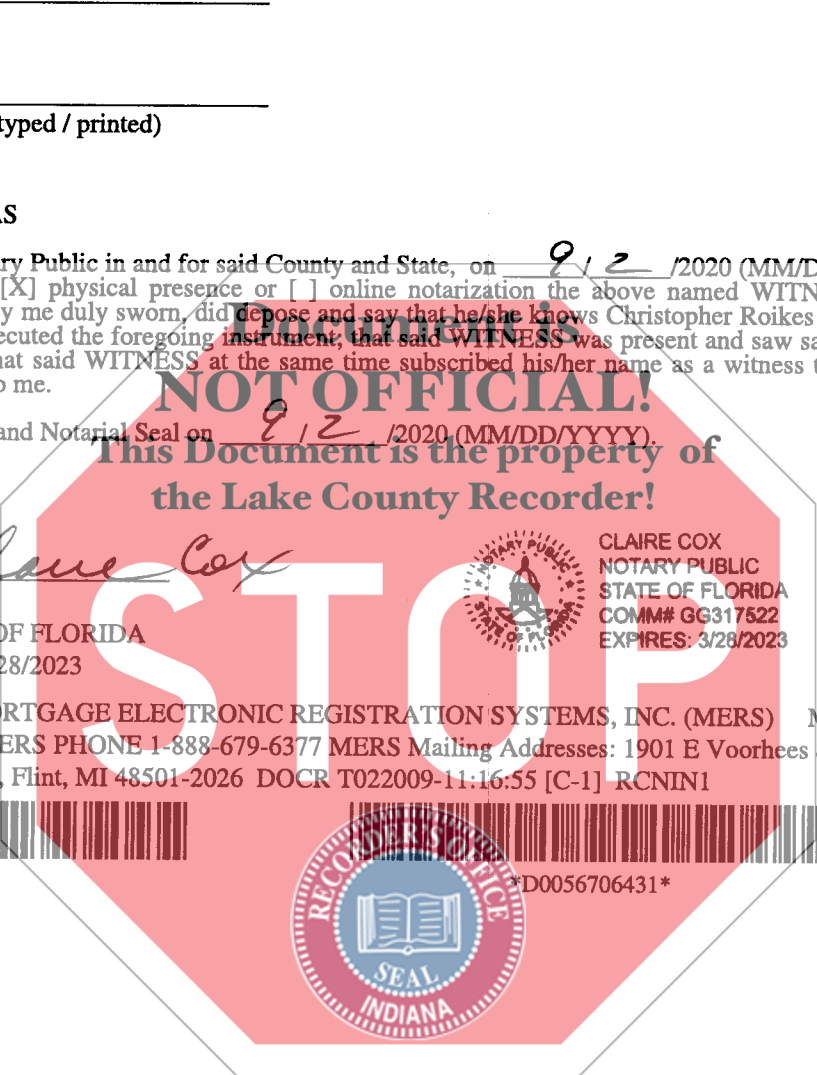 typed / printed)
AS
ry Public in and for said County and State, on 9 / 2 /2020 (MM/D
[X] physical presence or [ ] online notarization the above named WITN
y me duly sworn, did depose and say that he/she knows Christopher Roikes
ecuted the foregoing instrument; that said WITNESS was present and saw sa
hat said WITNESS at the same time subscribed his/her name as a witness t
o me.
Document is
NOT OFFICIAL!
and Notarial Seal on 9 / 2 /2020 (MM/DD/YYYY).
This Document is the property of
the Lake County Recorder!
Cox
NOTARY PUBLIC
STATE OF FLORIDA
CLAIRE COX
NOTARY PUBLIC
STATE OF FLORIDA
COMM# GG317522
EXPIRES: 3/28/2023
STOP
OF FLORIDA
28/2023
ORTGAGE ELECTRONIC REGISTRATION SYSTEMS, INC. (MERS) M
ERS PHONE 1-888-679-6377 MERS Mailing Addresses: 1901 E Voorhees
, Flint, MI 48501-2026 DOCR T022009-11:16:55 [C-1] RCNIN1
*D0056706431*
RECORDER'S OFFICE
SEAL
INDIANA